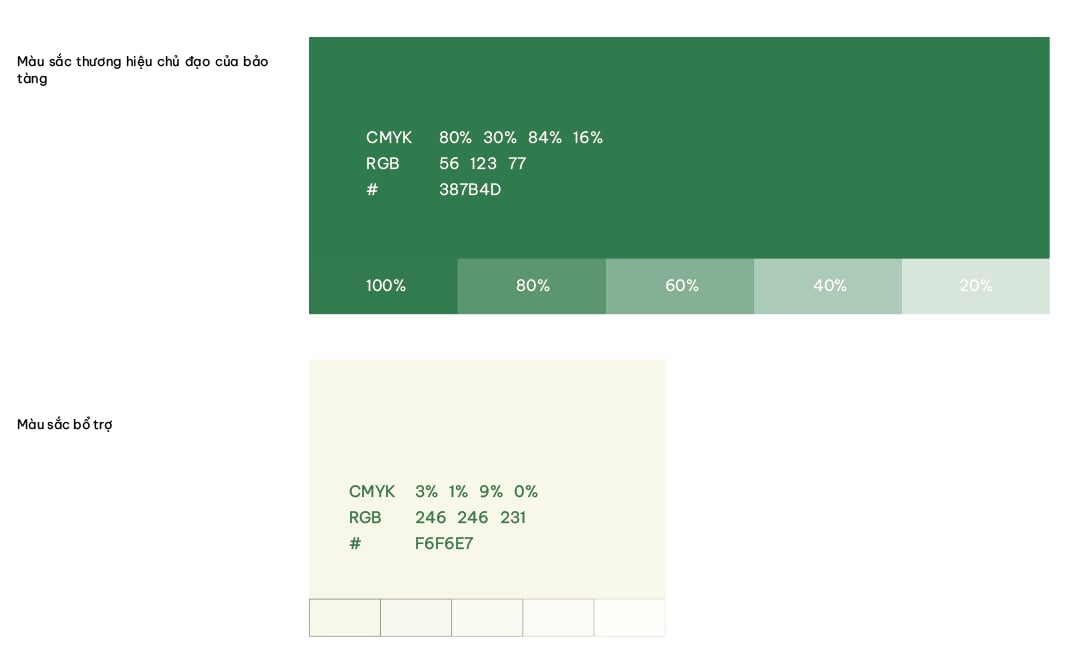 Màu sắc thương hiệu chủ đạo của bảo
tàng
CMYK 80% 30% 84% 16%
RGB 56 123 77
# 387B4D
100% 80% 60% 40% 20%
Màu sắc bổ trợ
CMYK 3% 1% 9% 0%
RGB 246 246 231
# F6F6E7